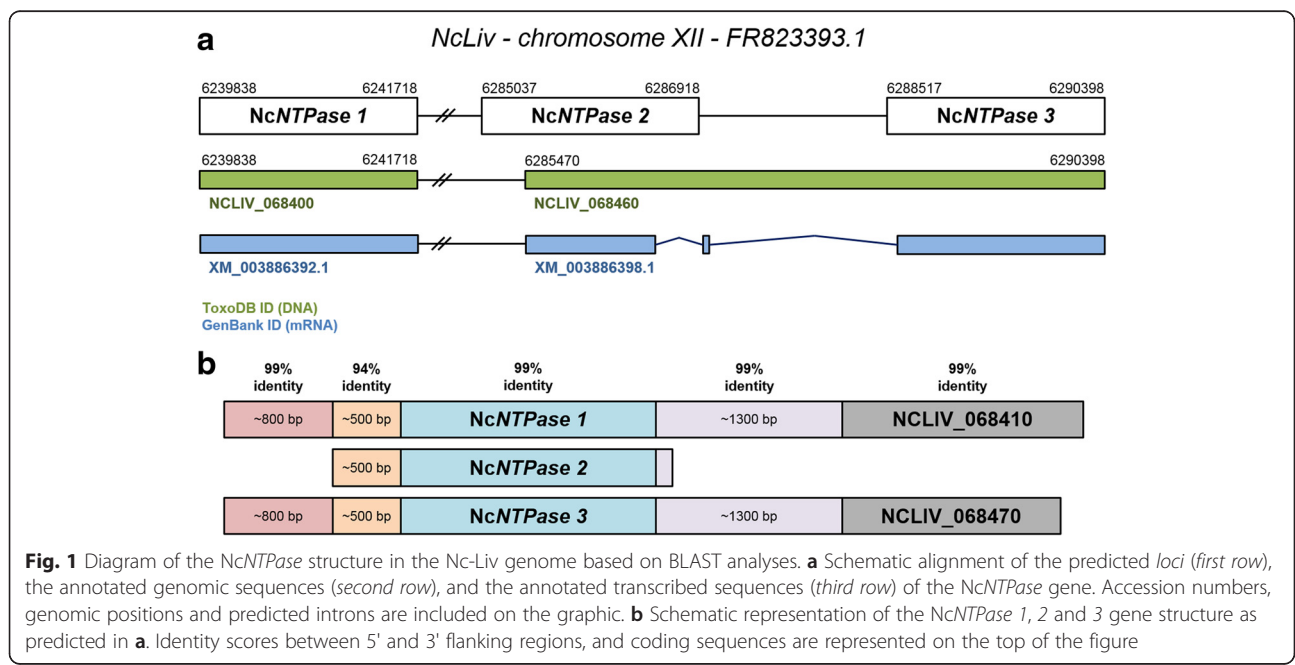 a
NcLiv - chromosome XII - FR823393.1
6239838 6241718 6285037 6286918 6288517 6290398
NcNTPase 1 NcNTPase 2 NcNTPase 3
6239838 6241718 6285470 6290398
NCLIV_068400 NCLIV_068460
XM_003886392.1 XM_003886398.1
ToxoDB ID (DNA)
GenBank ID (mRNA)
b
99% 94% 99% 99% 99%
identity identity identity identity identity
~800 bp ~500 bp NcNTPase 1 ~1300 bp NCLIV_068410
~500 bp NcNTPase 2
~800 bp ~500 bp NcNTPase 3 ~1300 bp NCLIV_068470
Fig. 1 Diagram of the NcNTPase structure in the Nc-Liv genome based on BLAST analyses. a Schematic alignment of the predicted loci (first row),
the annotated genomic sequences (second row), and the annotated transcribed sequences (third row) of the NcNTPase gene. Accession numbers,
genomic positions and predicted introns are included on the graphic. b Schematic representation of the NcNTPase 1, 2 and 3 gene structure as
predicted in a. Identity scores between 5' and 3' flanking regions, and coding sequences are represented on the top of the figure